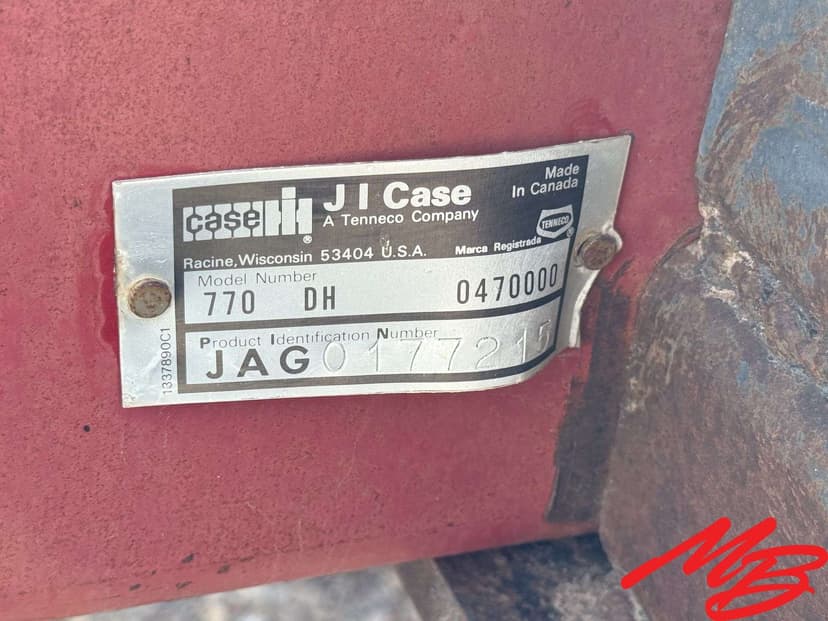 case IH
J I Case
A Tenneco Company
Made
In Canada
TENNECO
Racine, Wisconsin 53404 U.S.A.
Marca Registrada
Model Number
770 DH 0470000
Product Identification Number
JAG0177215
1337890C1
MB